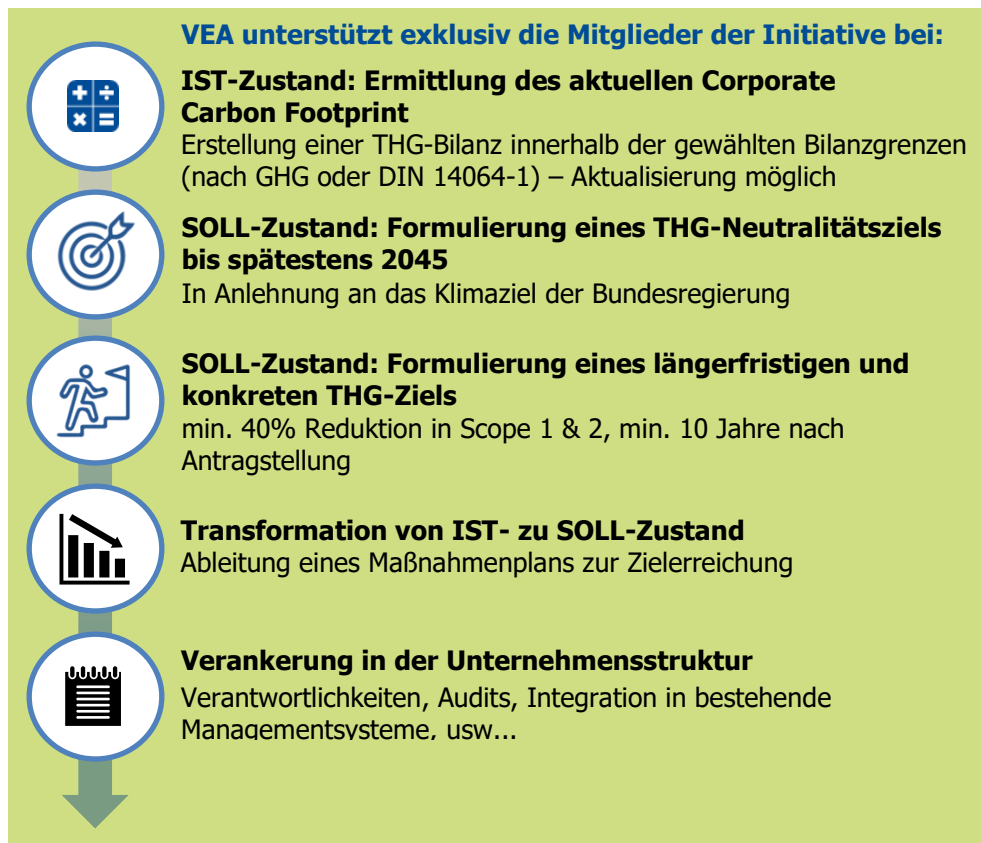 VEA unterstützt exklusiv die Mitglieder der Initiative bei:
IST-Zustand: Ermittlung des aktuellen Corporate
Carbon Footprint
Erstellung einer THG-Bilanz innerhalb der gewählten Bilanzgrenzen
(nach GHG oder DIN 14064-1) – Aktualisierung möglich
SOLL-Zustand: Formulierung eines THG-Neutralitätsziels
bis spätestens 2045
In Anlehnung an das Klimaziel der Bundesregierung
SOLL-Zustand: Formulierung eines längerfristigen und
konkreten THG-Ziels
min. 40% Reduktion in Scope 1 & 2, min. 10 Jahre nach
Antragstellung
Transformation von IST- zu SOLL-Zustand
Ableitung eines Maßnahmenplans zur Zielerreichung
Verankerung in der Unternehmensstruktur
Verantwortlichkeiten, Audits, Integration in bestehende
Managementsysteme, usw...